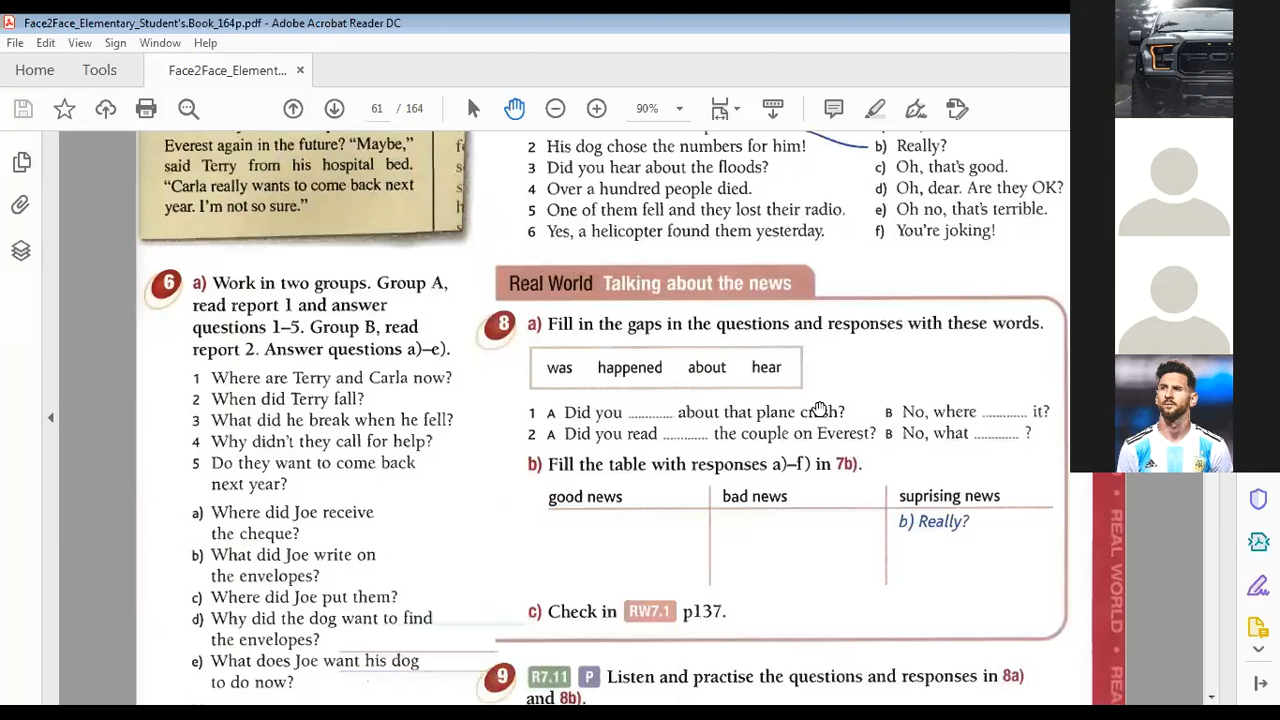 Face2Face_Elementary_Student's.Book_164p.pdf - Adobe Acrobat Reader DC
File Edit View Sign Window Help
Home Tools Face2Face_Element... ×
61 / 164 90%
Everest again in the future? "Maybe,"
said Terry from his hospital bed.
"Carla really wants to come back next
year. I'm not so sure."
6 a) Work in two groups. Group A,
read report 1 and answer
questions 1–5. Group B, read
report 2. Answer questions a)–e).
1 Where are Terry and Carla now?
2 When did Terry fall?
3 What did he break when he fell?
4 Why didn't they call for help?
5 Do they want to come back
next year?
a) Where did Joe receive
the cheque?
b) What did Joe write on
the envelopes?
c) Where did Joe put them?
d) Why did the dog want to find
the envelopes?
e) What does Joe want his dog
to do now?
2 His dog chose the numbers for him! b) Really?
3 Did you hear about the floods? c) Oh, that's good.
4 Over a hundred people died. d) Oh, dear. Are they OK?
5 One of them fell and they lost their radio. e) Oh no, that's terrible.
6 Yes, a helicopter found them yesterday. f) You're joking!
Real World Talking about the news
8 a) Fill in the gaps in the questions and responses with these words.
was happened about hear
1 A Did you ........... about that plane crash? B No, where ........... it?
2 A Did you read ........... the couple on Everest? B No, what ........... ?
b) Fill the table with responses a)–f) in 7b).
good news bad news suprising news
b) Really?
c) Check in RW7.1 p137.
9 R7.11 P Listen and practise the questions and responses in 8a)
and 8b).
• REAL WORLD • REA